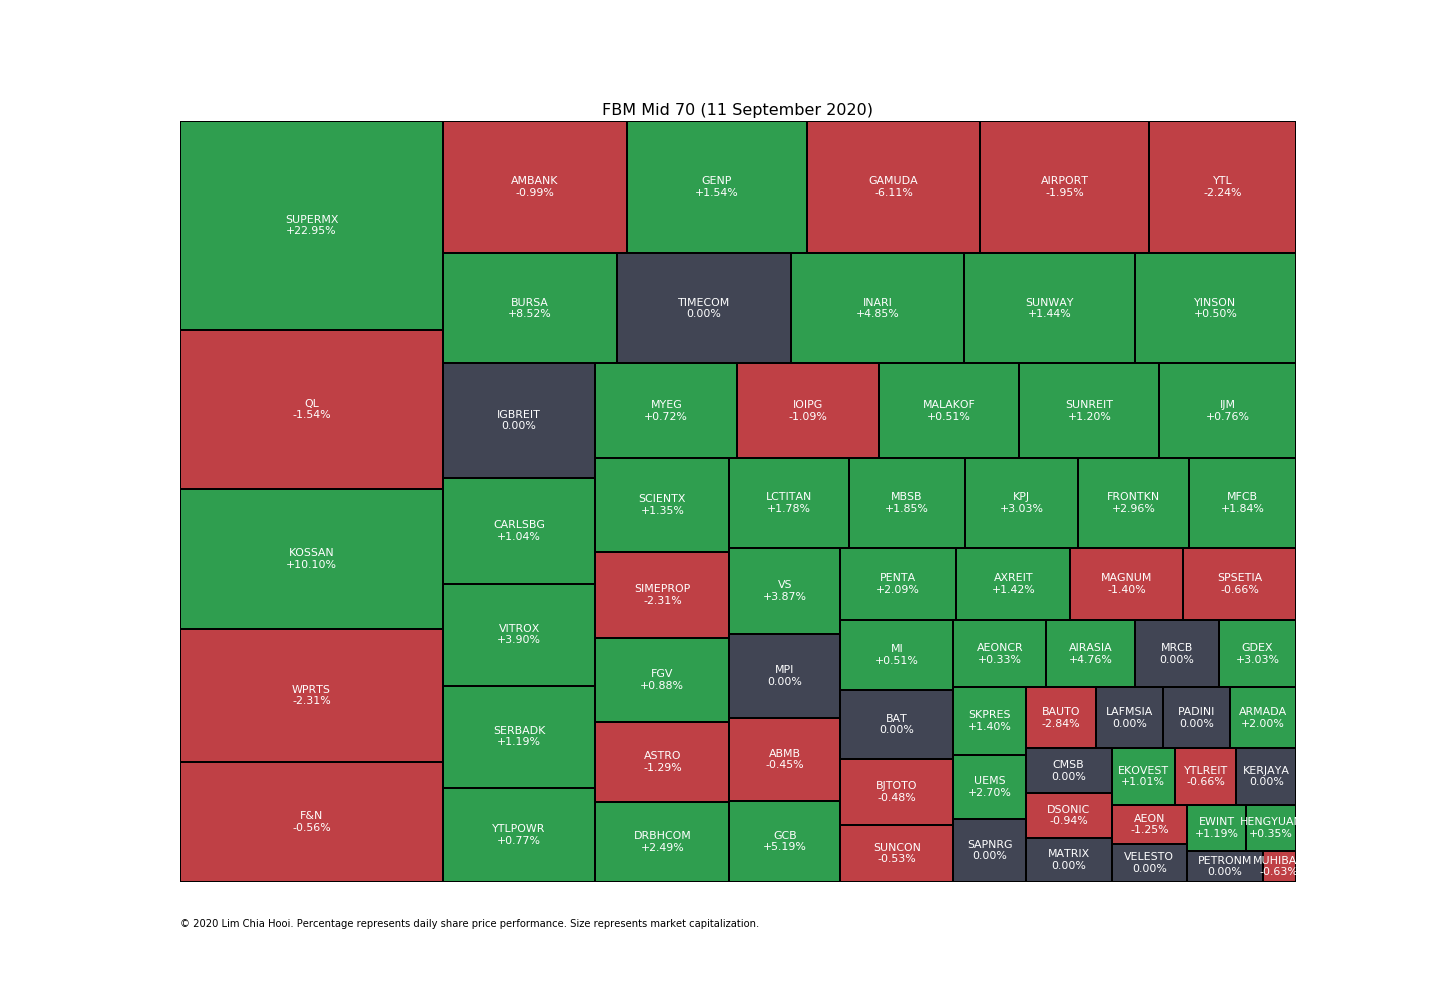 FBM Mid 70 (11 September 2020)
SUPERMX
+22.95%
QL
-1.54%
KOSSAN
+10.10%
WPRTS
-2.31%
F&N
-0.56%
AMBANK
-0.99%
GENP
+1.54%
GAMUDA
-6.11%
AIRPORT
-1.95%
YTL
-2.24%
BURSA
+8.52%
TIMECOM
0.00%
INARI
+4.85%
SUNWAY
+1.44%
YINSON
+0.50%
IGBREIT
0.00%
CARLSBG
+1.04%
VITROX
+3.90%
SERBADK
+1.19%
YTLPOWR
+0.77%
MYEG
+0.72%
IOIPG
-1.09%
MALAKOF
+0.51%
SUNREIT
+1.20%
IJM
+0.76%
SCIENTX
+1.35%
SIMEPROP
-2.31%
FGV
+0.88%
ASTRO
-1.29%
DRBHCOM
+2.49%
LCTITAN
+1.78%
MBSB
+1.85%
KPJ
+3.03%
FRONTKN
+2.96%
MFCB
+1.84%
VS
+3.87%
MPI
0.00%
ABMB
-0.45%
GCB
+5.19%
PENTA
+2.09%
AXREIT
+1.42%
MAGNUM
-1.40%
SPSETIA
-0.66%
MI
+0.51%
BAT
0.00%
BJTOTO
-0.48%
SUNCON
-0.53%
AEONCR
+0.33%
AIRASIA
+4.76%
MRCB
0.00%
GDEX
+3.03%
SKPRES
+1.40%
UEMS
+2.70%
SAPNRG
0.00%
BAUTO
-2.84%
LAFMSIA
0.00%
PADINI
0.00%
ARMADA
+2.00%
CMSB
0.00%
DSONIC
-0.94%
MATRIX
0.00%
EKOVEST
+1.01%
YTLREIT
-0.66%
KERJAYA
0.00%
AEON
-1.25%
VELESTO
0.00%
EWINT
+1.19%
HENGYUAN
+0.35%
PETRONM
0.00%
MUHIBA
-0.63%
© 2020 Lim Chia Hooi. Percentage represents daily share price performance. Size represents market capitalization.